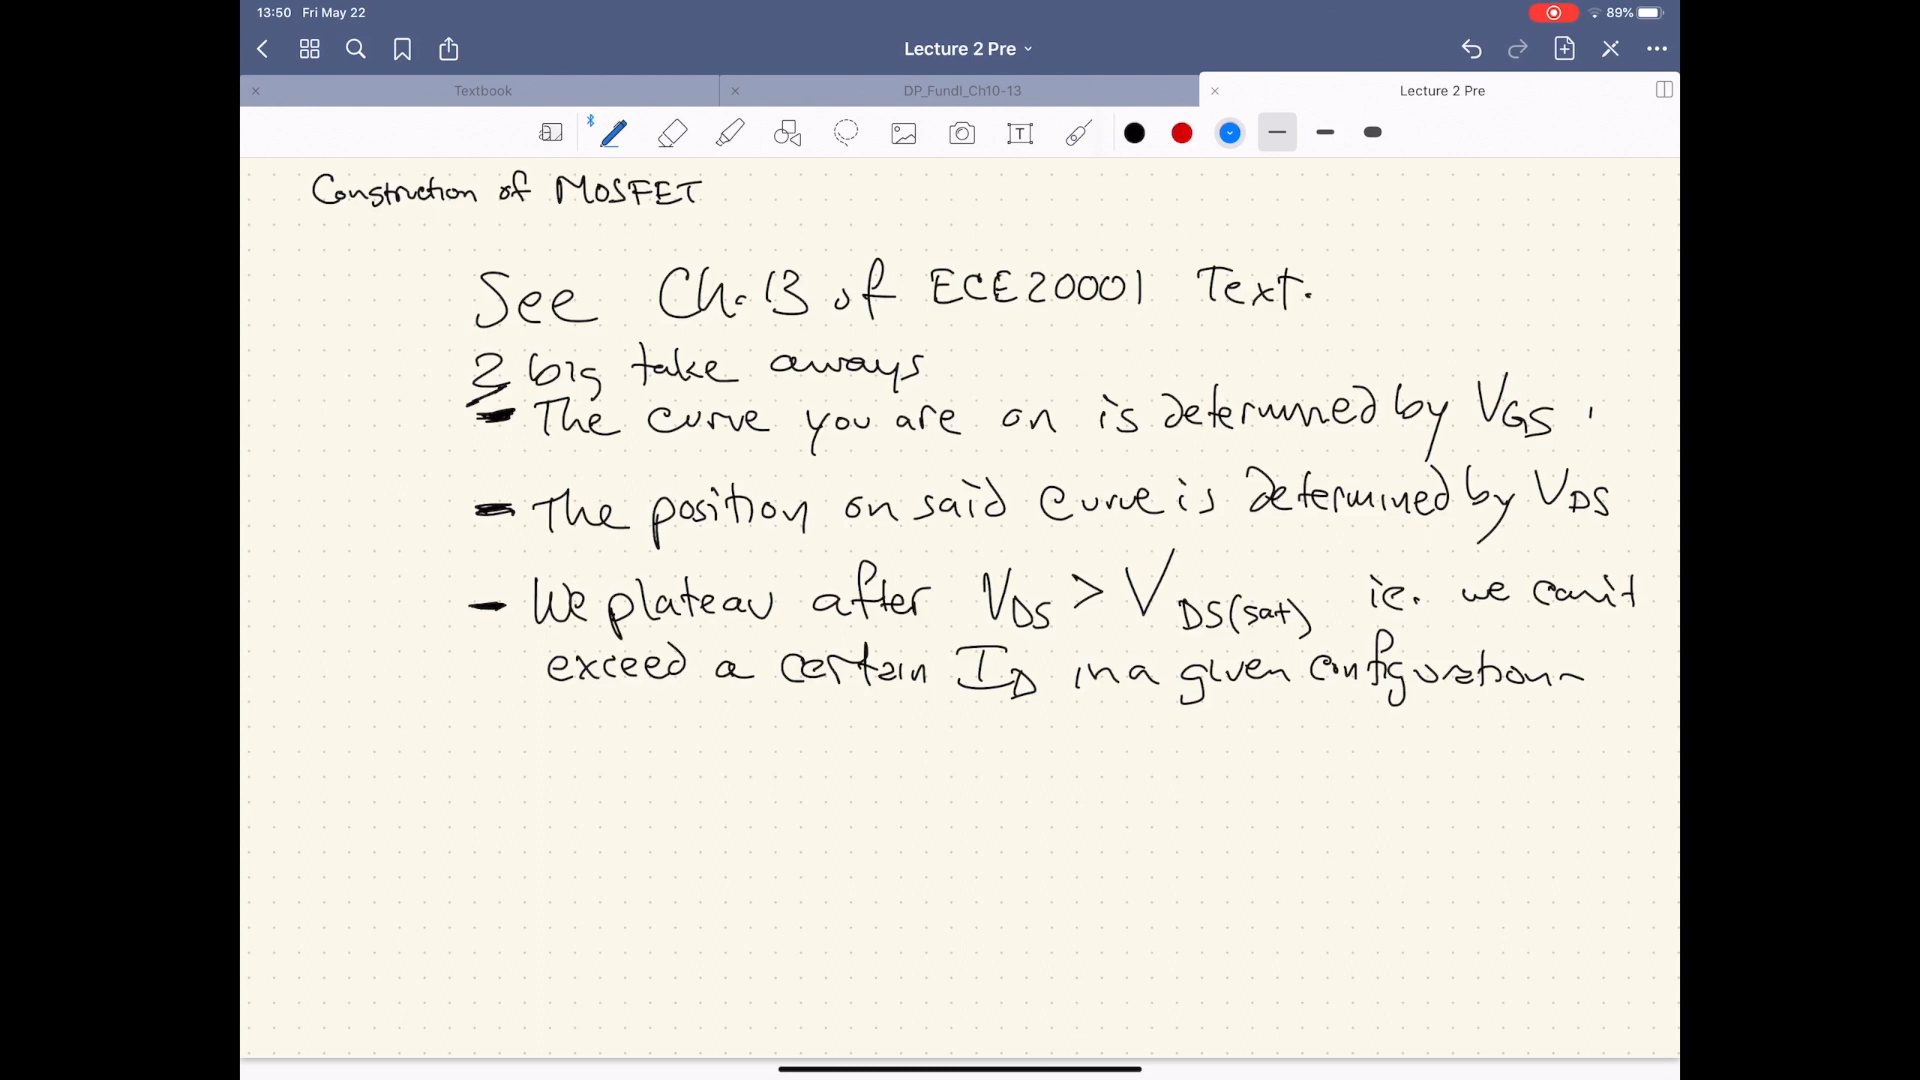 13:50 Fri May 22
89%
Lecture 2 Pre
Textbook
DP_FundI_Ch10-13
Lecture 2 Pre
T
Construction of MOSFET
See Ch. 13 of ECE20001 Text.
2 big take aways
- The curve you are on is determined by VGS .
- The position on said curve is determined by VDS
- We plateau after VDS > VDS(sat) ie. we can't
exceed a certain ID in a given configuration